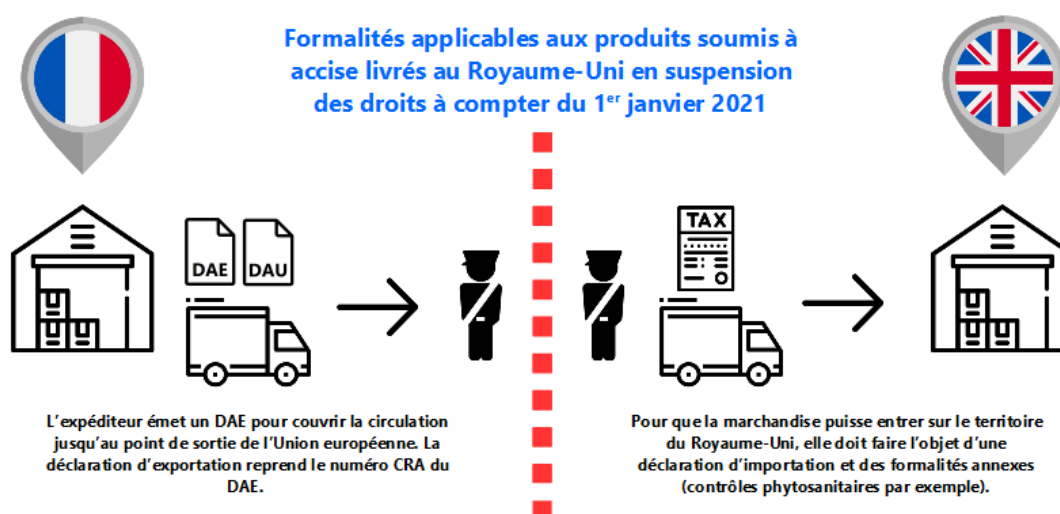 Formalités applicables aux produits soumis à
accise livrés au Royaume-Uni en suspension
des droits à compter du 1er janvier 2021
DAE
DAU
TAX
L'expéditeur émet un DAE pour couvrir la circulation
jusqu'au point de sortie de l'Union européenne. La
déclaration d'exportation reprend le numéro CRA du
DAE.
Pour que la marchandise puisse entrer sur le territoire
du Royaume-Uni, elle doit faire l'objet d'une
déclaration d'importation et des formalités annexes
(contrôles phytosanitaires par exemple).